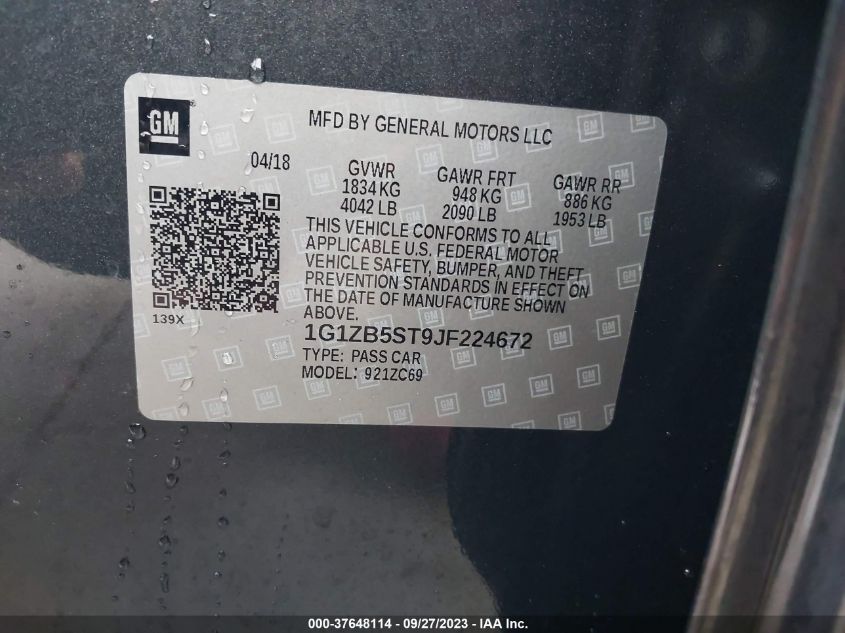 GM
MFD BY GENERAL MOTORS LLC
04/18
GVWR
1834 KG
4042 LB
GAWR FRT
948 KG
2090 LB
GAWR RR
886 KG
1953 LB
THIS VEHICLE CONFORMS TO ALL
APPLICABLE U.S. FEDERAL MOTOR
VEHICLE SAFETY, BUMPER, AND THEFT
PREVENTION STANDARDS IN EFFECT ON
THE DATE OF MANUFACTURE SHOWN
ABOVE.
139X
1G1ZB5ST9JF224672
TYPE: PASS CAR
MODEL: 921ZC69
000-37648114 - 09/27/2023 - 000-37648114